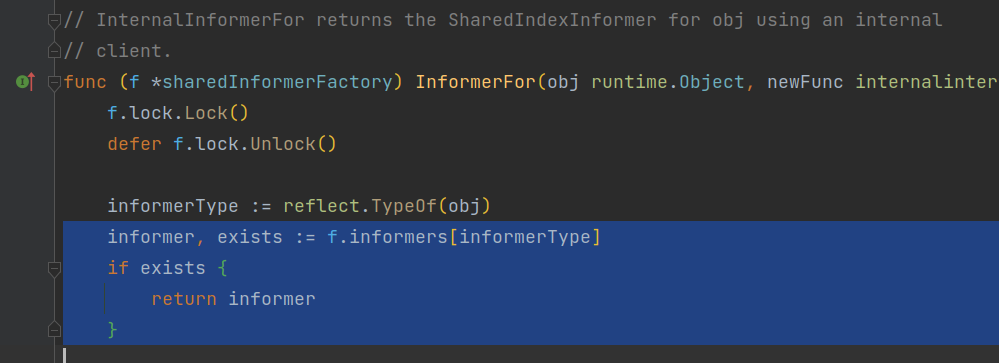 // InternalInformerFor returns the SharedIndexInformer for obj using an internal
// client.
func (f *sharedInformerFactory) InformerFor(obj runtime.Object, newFunc internalinter
    f.lock.Lock()
    defer f.lock.Unlock()
    informerType := reflect.TypeOf(obj)
    informer, exists := f.informers[informerType]
    if exists {
        return informer
    }